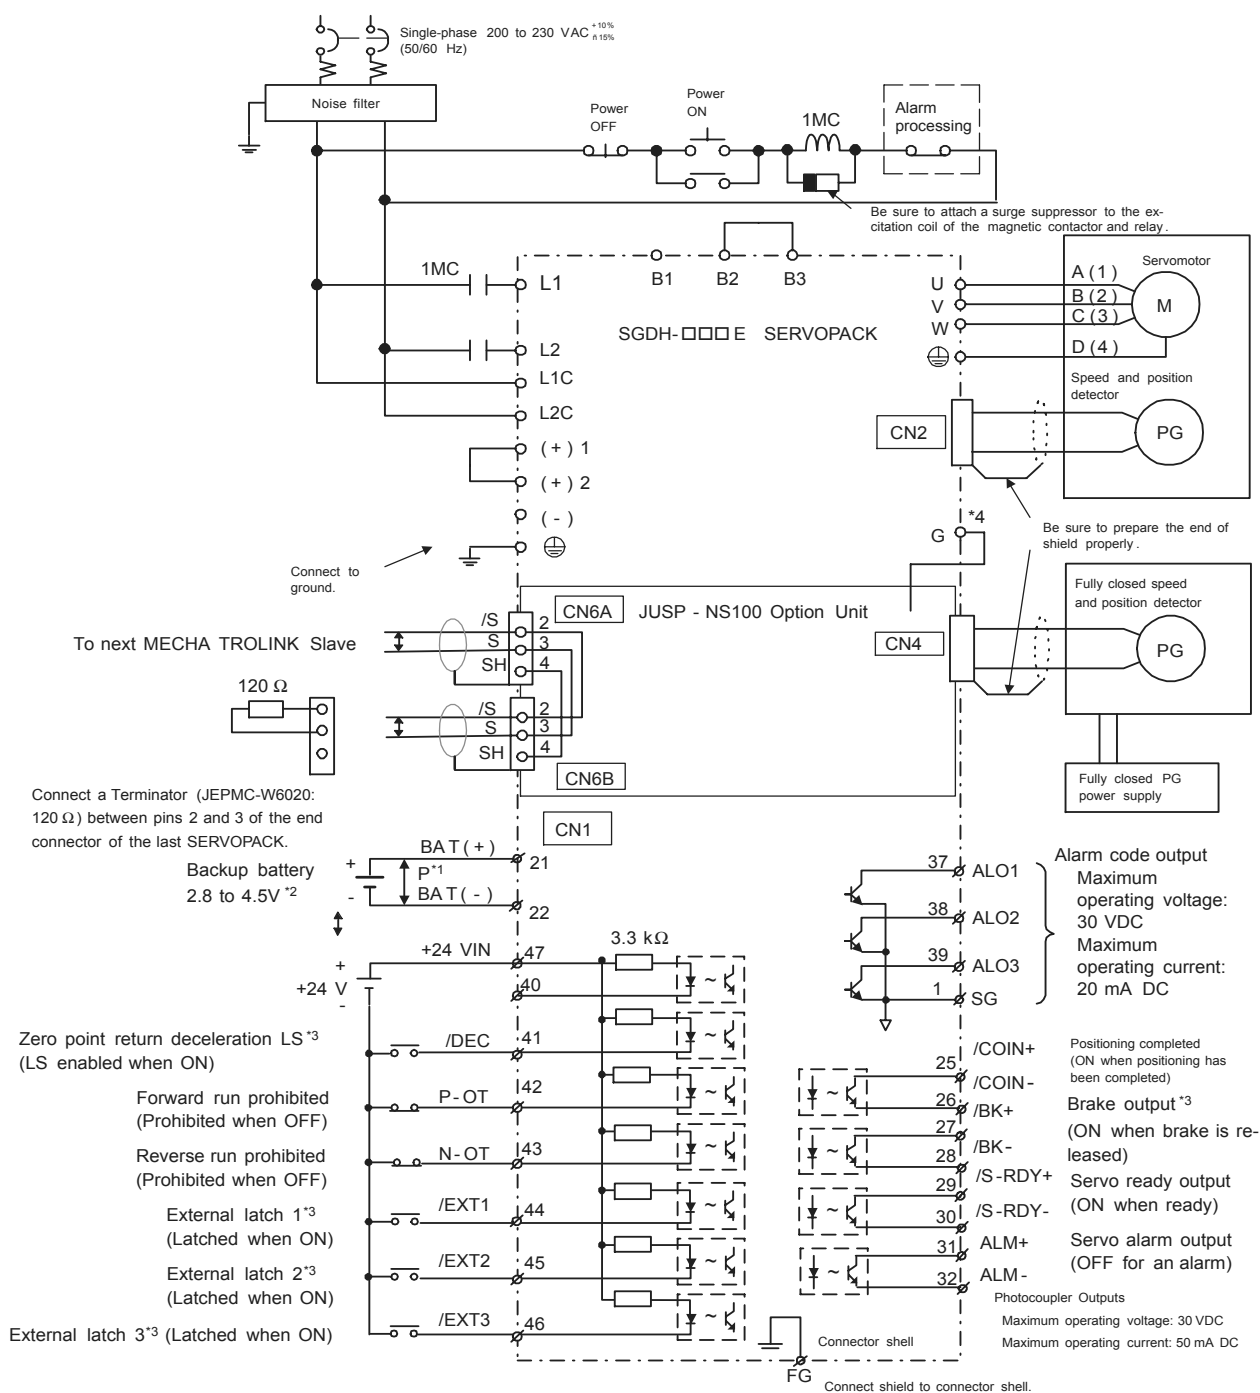 Single-phase 200 to 230 VAC +10% ñ15%
(50/60 Hz)
Noise filter
Power
OFF
Power
ON
1MC
Alarm
processing
Be sure to attach a surge suppressor to the ex-
citation coil of the magnetic contactor and relay.
1MC
L1
B1
B2
B3
SGDH-□□□E SERVOPACK
U
V
W
A (1)
B (2)
C (3)
D (4)
Servomotor
M
L2
L1C
L2C
Speed and position
detector
CN2
PG
(+) 1
(+) 2
(-)
G
*4
Be sure to prepare the end of
shield properly.
Connect to
ground.
CN6A
JUSP - NS100 Option Unit
CN4
Fully closed speed
and position detector
PG
To next MECHA TROLINK Slave
/S
S
SH
2
3
4
120 Ω
/S
S
SH
2
3
4
CN6B
Fully closed PG
power supply
Connect a Terminator (JEPMC-W6020:
120 Ω) between pins 2 and 3 of the end
connector of the last SERVOPACK.
CN1
Backup battery
2.8 to 4.5V *2
+
-
BAT(+)
P*1
BAT(-)
21
22
37
ALO1
38
ALO2
39
ALO3
1
SG
Alarm code output
Maximum
operating voltage:
30 VDC
Maximum
operating current:
20 mA DC
+24 VIN
47
3.3 kΩ
+
+24 V
-
40
~
Zero point return deceleration LS*3
(LS enabled when ON)
/DEC
41
~
Forward run prohibited
(Prohibited when OFF)
P-OT
42
~
Reverse run prohibited
(Prohibited when OFF)
N-OT
43
~
External latch 1*3
(Latched when ON)
/EXT1
44
~
External latch 2*3
(Latched when ON)
/EXT2
45
~
External latch 3*3 (Latched when ON)
/EXT3
46
~
~
25
/COIN+
/COIN-
26
Positioning completed
(ON when positioning has
been completed)
~
/BK+
27
/BK-
28
Brake output*3
(ON when brake is re-
leased)
~
/S-RDY+
29
/S-RDY-
30
Servo ready output
(ON when ready)
~
31
ALM+
32
ALM-
Servo alarm output
(OFF for an alarm)
Photocoupler Outputs
Maximum operating voltage: 30 VDC
Maximum operating current: 50 mA DC
Connector shell
FG
Connect shield to connector shell.